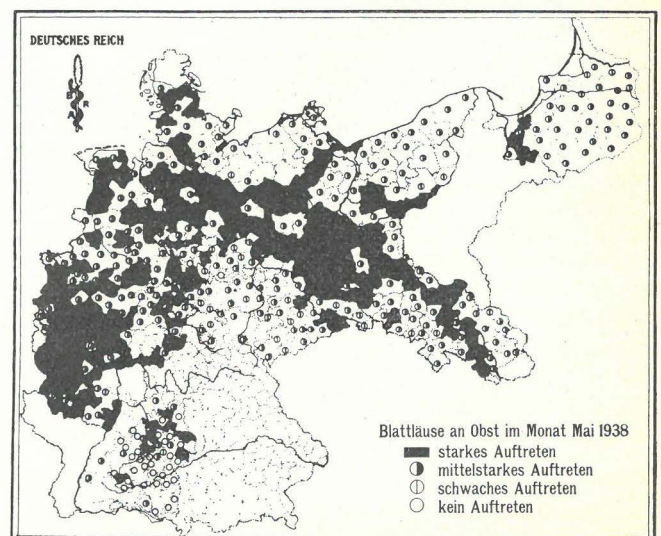 DEUTSCHES REICH
Blattläuse an Obst im Monat Mai 1938
starkes Auftreten
mittelstarkes Auftreten
schwaches Auftreten
kein Auftreten